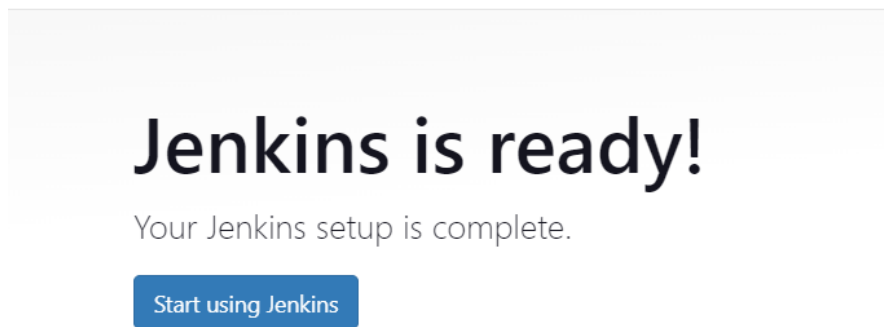 Jenkins is ready!
Your Jenkins setup is complete.
Start using Jenkins